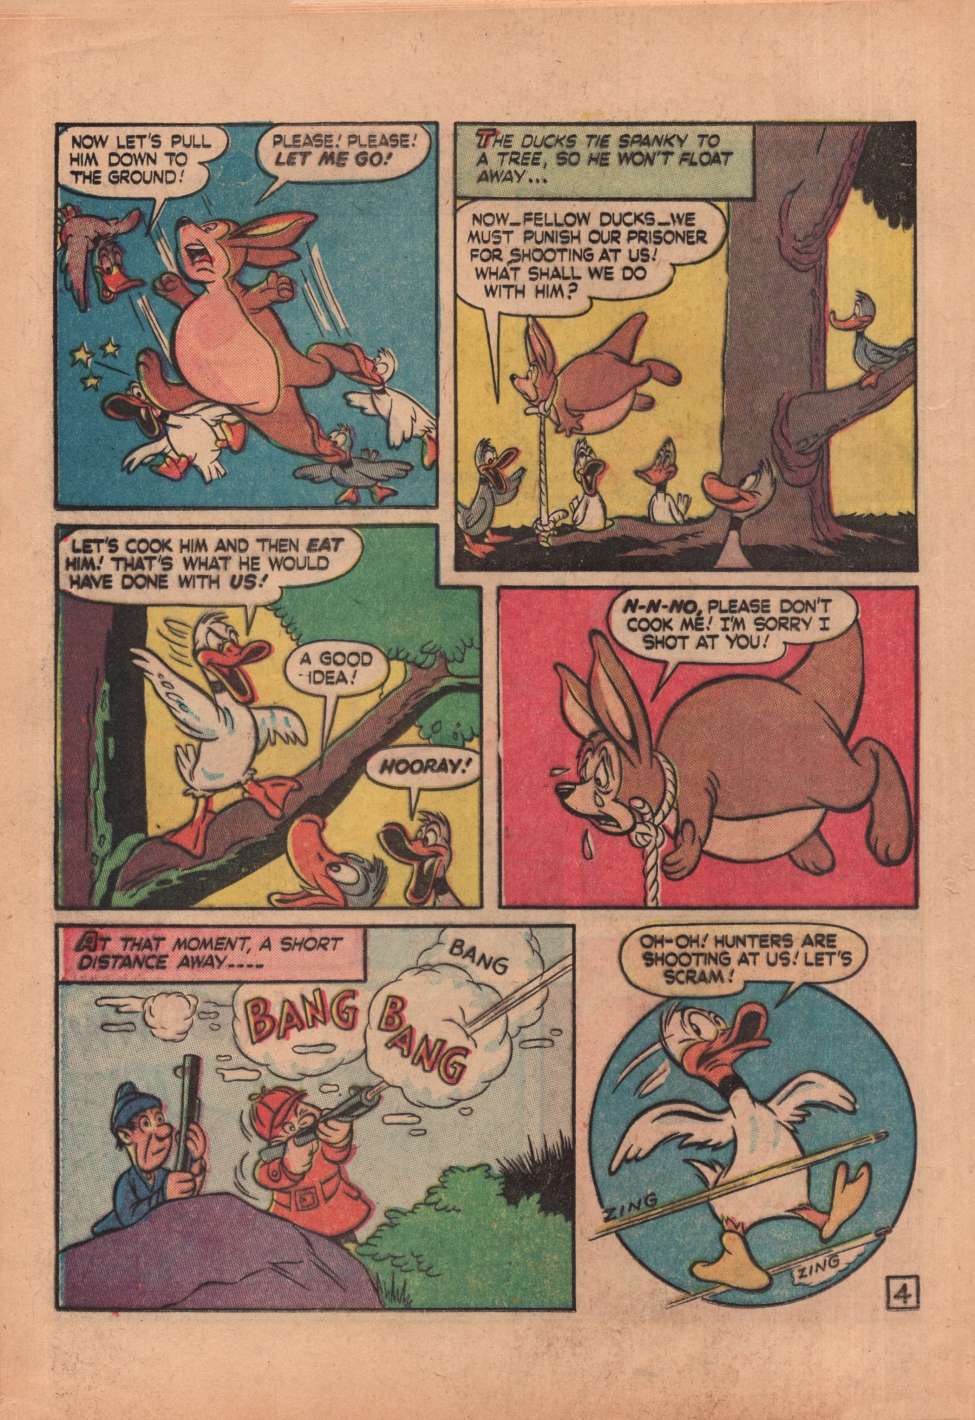 NOW LET'S PULL
HIM DOWN TO
THE GROUND!
PLEASE! PLEASE!
LET ME GO!
THE DUCKS TIE SPANKY TO
A TREE, SO HE WON'T FLOAT
AWAY...
NOW—FELLOW DUCKS—WE
MUST PUNISH OUR PRISONER
FOR SHOOTING AT US!
WHAT SHALL WE DO
WITH HIM?
LET'S COOK HIM AND THEN EAT
HIM! THAT'S WHAT HE WOULD
HAVE DONE WITH US!
A GOOD
IDEA!
HOORAY!
N-N-NO, PLEASE DON'T
COOK ME! I'M SORRY I
SHOT AT YOU!
AT THAT MOMENT, A SHORT
DISTANCE AWAY----
BANG
BANG
BANG
OH-OH! HUNTERS ARE
SHOOTING AT US! LET'S
SCRAM!
ZING
ZING
4